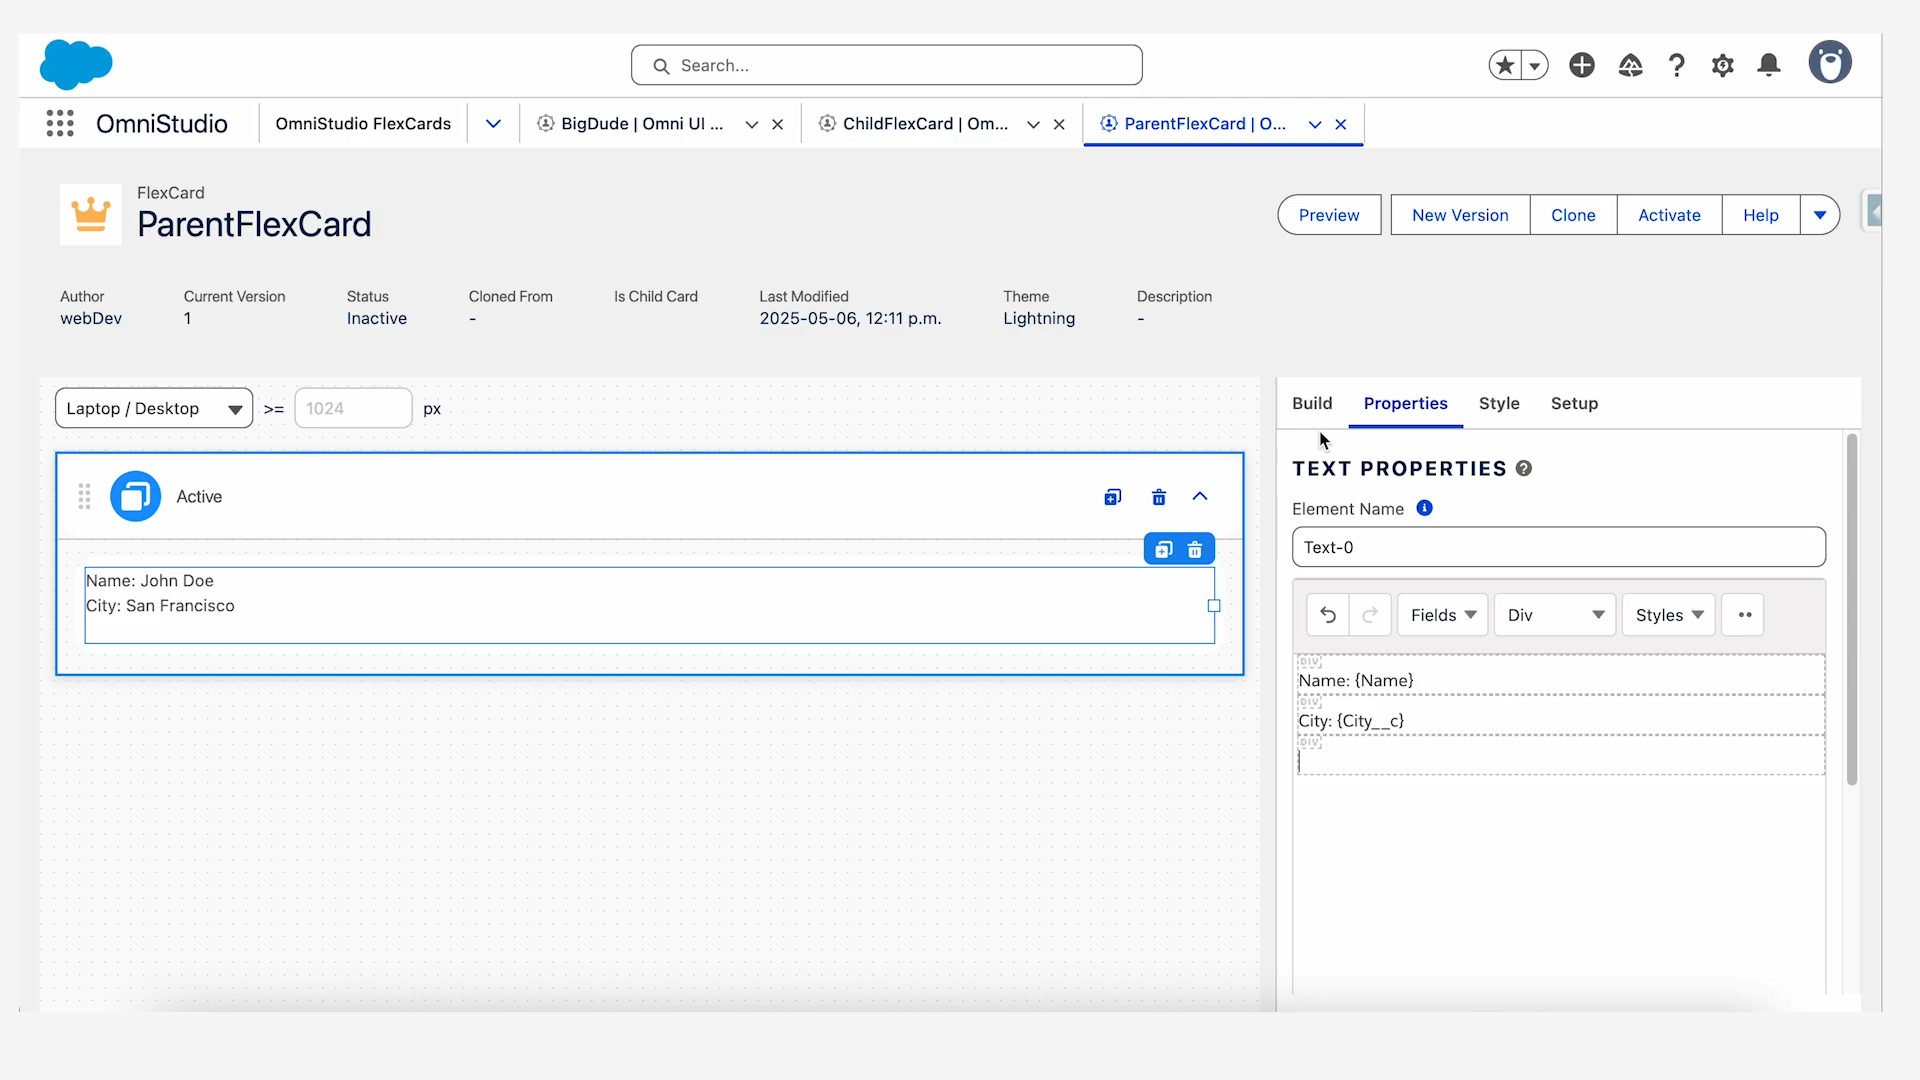 Search...
OmniStudio
OmniStudio FlexCards
BigDude | Omni UI ...
ChildFlexCard | Om...
ParentFlexCard | O...
FlexCard
ParentFlexCard
Preview
New Version
Clone
Activate
Help
Author
webDev
Current Version
1
Status
Inactive
Cloned From
-
Is Child Card
Last Modified
2025-05-06, 12:11 p.m.
Theme
Lightning
Description
-
Laptop / Desktop
>=
1024
px
Active
Name: John Doe
City: San Francisco
Build
Properties
Style
Setup
TEXT PROPERTIES
Element Name
Text-0
Fields
Div
Styles
DIV
Name: {Name}
DIV
City: {City__c}
DIV